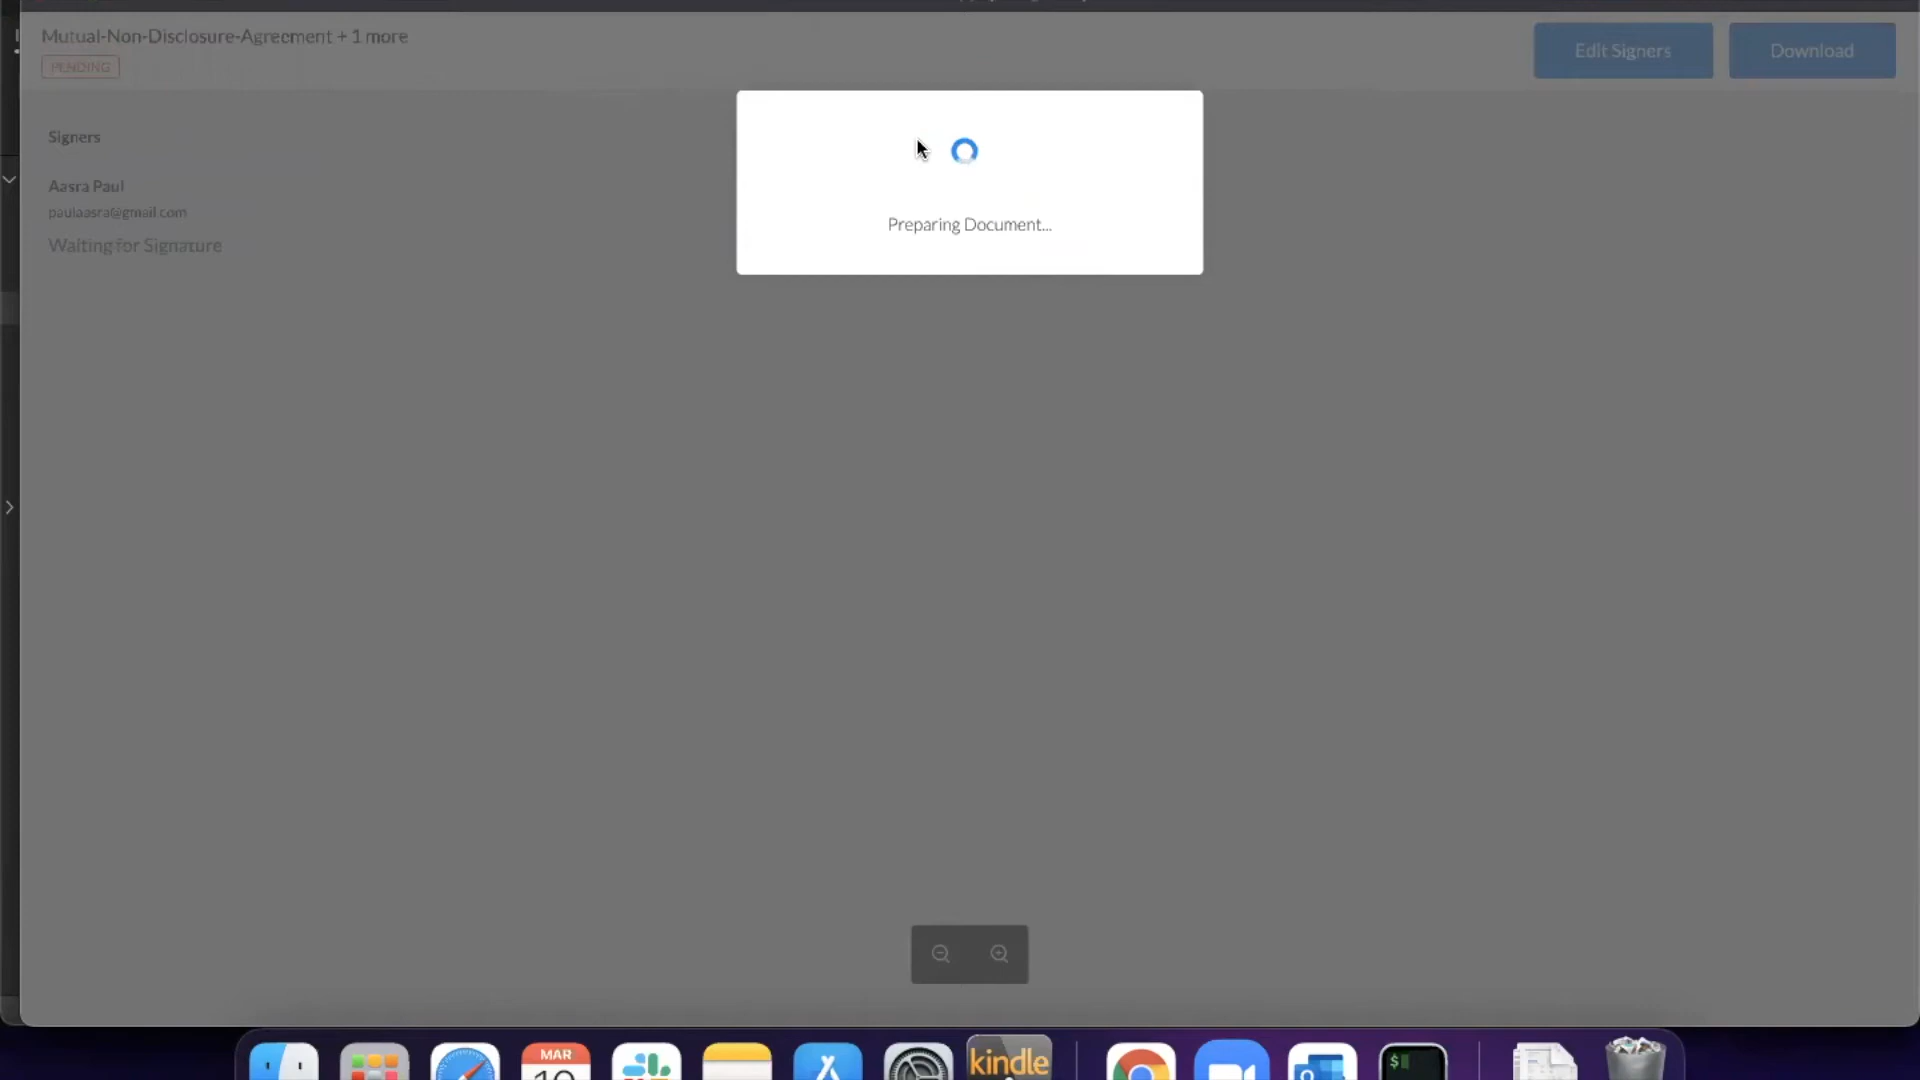 Mutual-Non-Disclosure-Agreement + 1 more
PENDING
Edit Signers
Download
Signers
Aasra Paul
paulaasra@gmail.com
Waiting for Signature
Preparing Document...
MAR
kindle
$